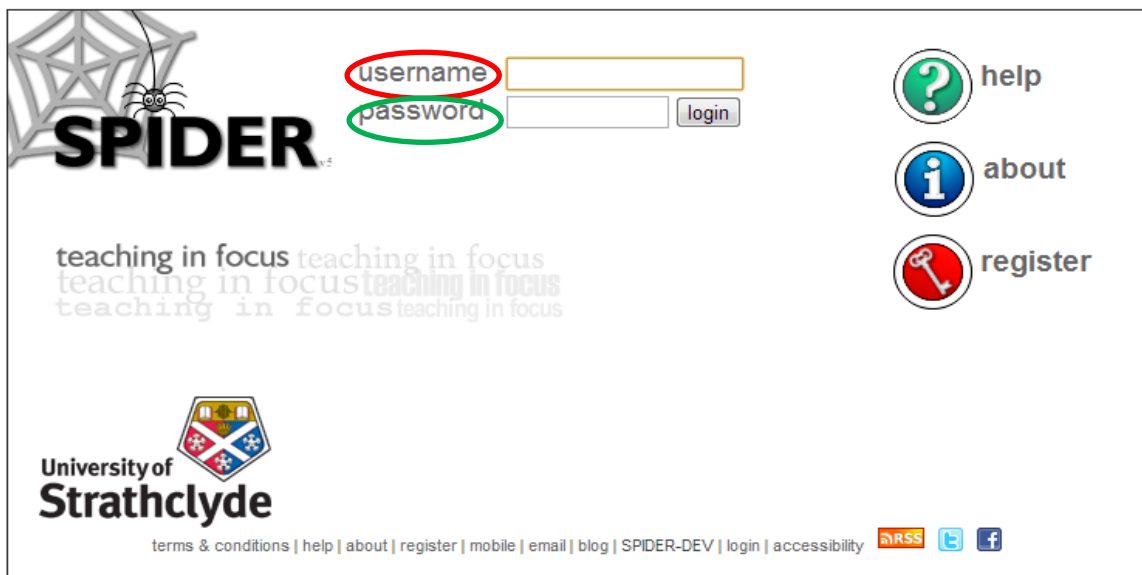 username
password
login
SPIDER v5
help
about
register
teaching in focus teaching in focus
teaching in focus teaching in focus
teaching in focus teaching in focus
University of
Strathclyde
terms & conditions | help | about | register | mobile | email | blog | SPIDER-DEV | login | accessibility RSS